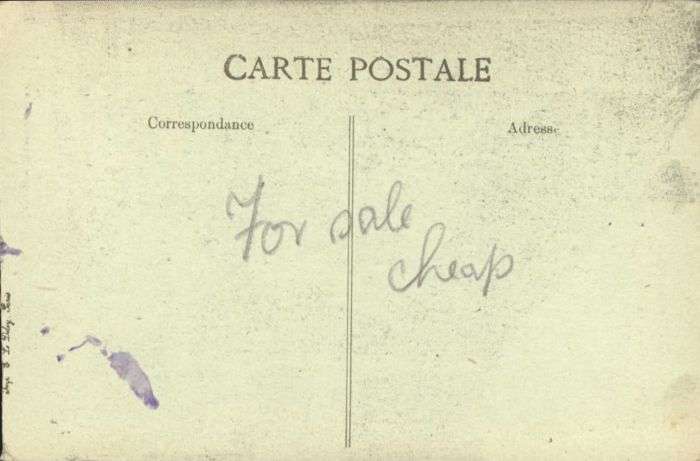 CARTE POSTALE
Correspondance
Adresse
For sale
cheap